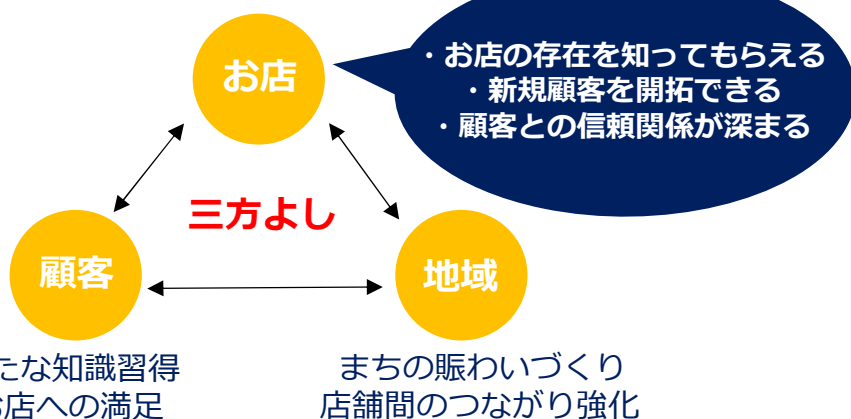 お店
・お店の存在を知ってもらえる
・新規顧客を開拓できる
・顧客との信頼関係が深まる
三方よし
顧客
地域
たな知識習得
お店への満足
まちの賑わいづくり
店舗間のつながり強化